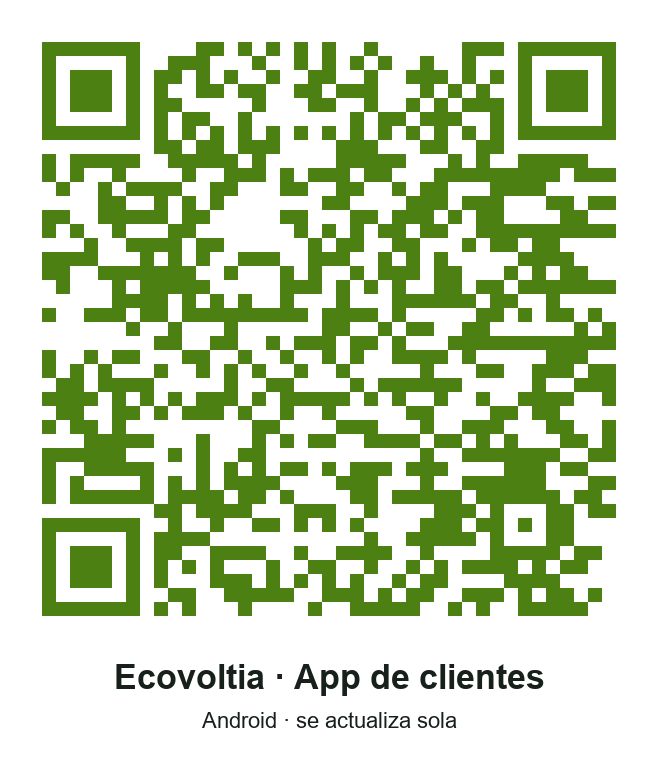 Ecovoltia · App de clientes
Android · se actualiza sola